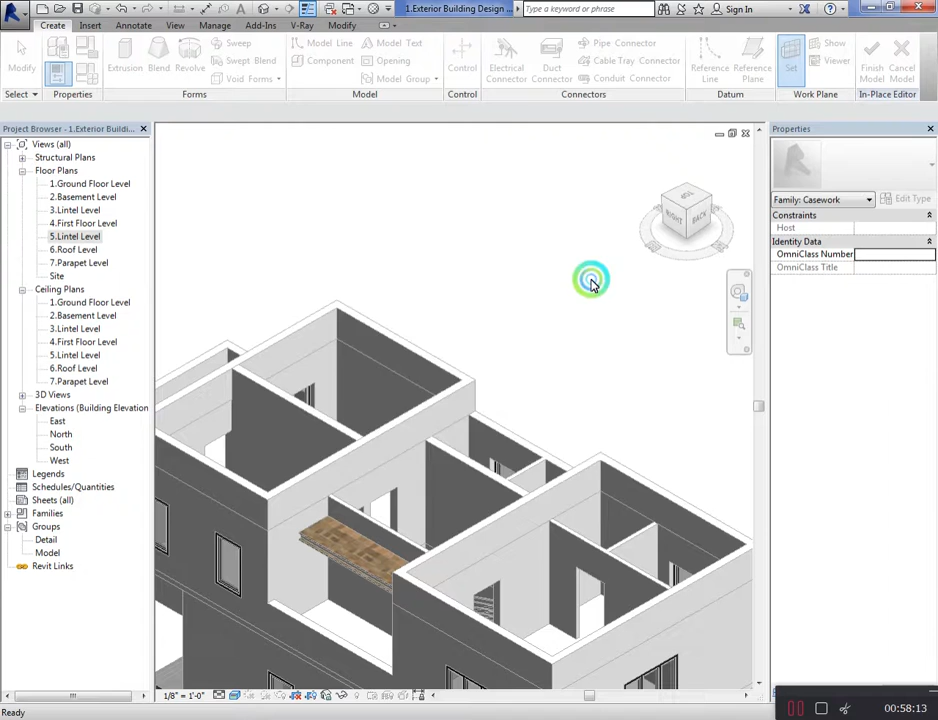 1.Exterior Building Design ...
Type a keyword or phrase
Sign In
Create Insert Annotate View Manage Add-Ins V-Ray Modify
Modify
Extrusion Blend Revolve
Sweep
Swept Blend
Void Forms
Model Line
Component
Model Text
Opening
Model Group
Control
Electrical Connector
Duct Connector
Pipe Connector
Cable Tray Connector
Conduit Connector
Reference Line
Reference Plane
Set
Show
Viewer
Finish Model
Cancel Model
Select Properties Forms Model Control Connectors Datum Work Plane In-Place Editor
Project Browser - 1.Exterior Buildi...
Views (all)
Structural Plans
Floor Plans
1.Ground Floor Level
2.Basement Level
3.Lintel Level
4.First Floor Level
5.Lintel Level
6.Roof Level
7.Parapet Level
Site
Ceiling Plans
1.Ground Floor Level
2.Basement Level
3.Lintel Level
4.First Floor Level
5.Lintel Level
6.Roof Level
7.Parapet Level
3D Views
Elevations (Building Elevation
East
North
South
West
Legends
Schedules/Quantities
Sheets (all)
Families
Groups
Detail
Model
Revit Links
TOP
RIGHT
BACK
Properties
Family: Casework
Edit Type
Constraints
Host
Identity Data
OmniClass Number
OmniClass Title
1/8" = 1'-0"
Ready
00:58:13